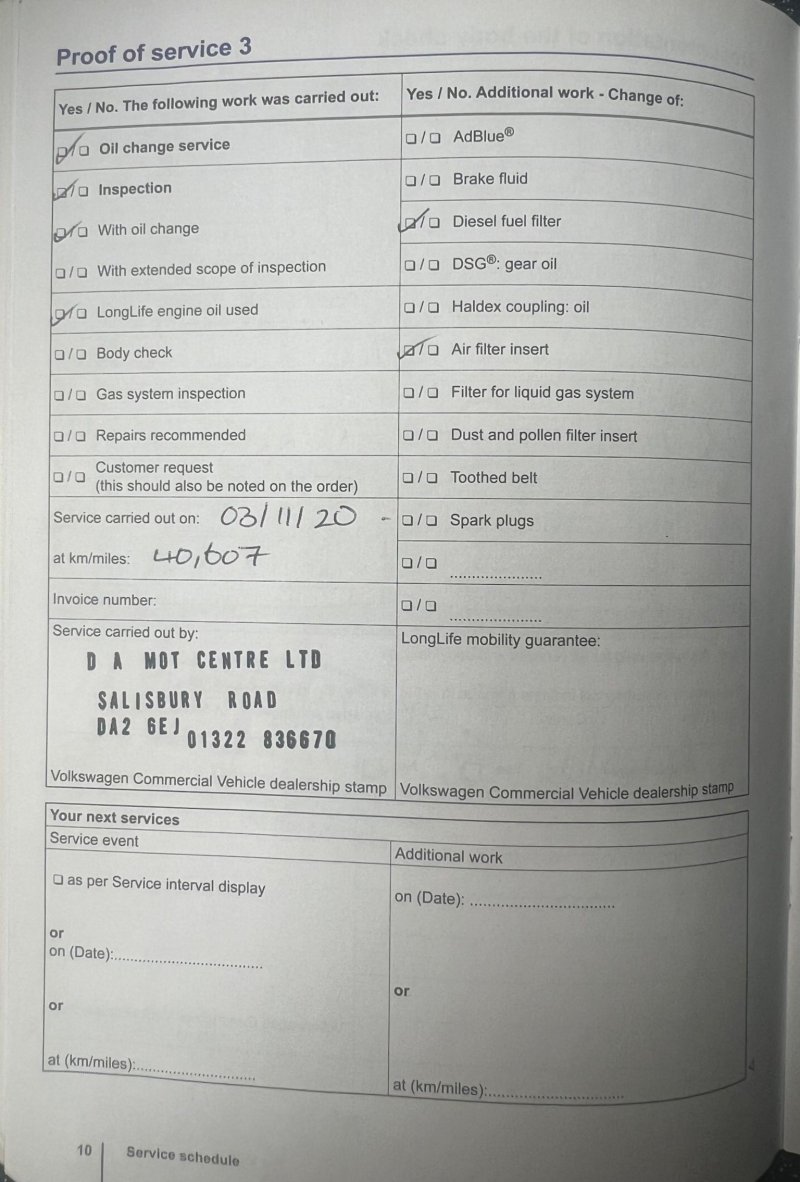 Proof of service 3
Yes / No. The following work was carried out:
☑/☐ Oil change service
☑/☐ Inspection
☑/☐ With oil change
☐/☐ With extended scope of inspection
☑/☐ LongLife engine oil used
☐/☐ Body check
☐/☐ Gas system inspection
☐/☐ Repairs recommended
☐/☐ Customer request
(this should also be noted on the order)
Service carried out on: 03/11/20
at km/miles: 40,607
Invoice number:
Service carried out by:
D A MOT CENTRE LTD
SALISBURY ROAD
DA2 6EJ
01322 836670
Volkswagen Commercial Vehicle dealership stamp
Yes / No. Additional work - Change of:
☐/☐ AdBlue®
☐/☐ Brake fluid
☑/☐ Diesel fuel filter
☐/☐ DSG®: gear oil
☐/☐ Haldex coupling: oil
☑/☐ Air filter insert
☐/☐ Filter for liquid gas system
☐/☐ Dust and pollen filter insert
☐/☐ Toothed belt
☐/☐ Spark plugs
☐/☐ ......................
☐/☐ ......................
LongLife mobility guarantee:
Volkswagen Commercial Vehicle dealership stamp
Your next services
Service event
☐ as per Service interval display
or
on (Date):...................................
or
at (km/miles):............................
Additional work
on (Date): .................................
or
at (km/miles):................................
10 Service schedule